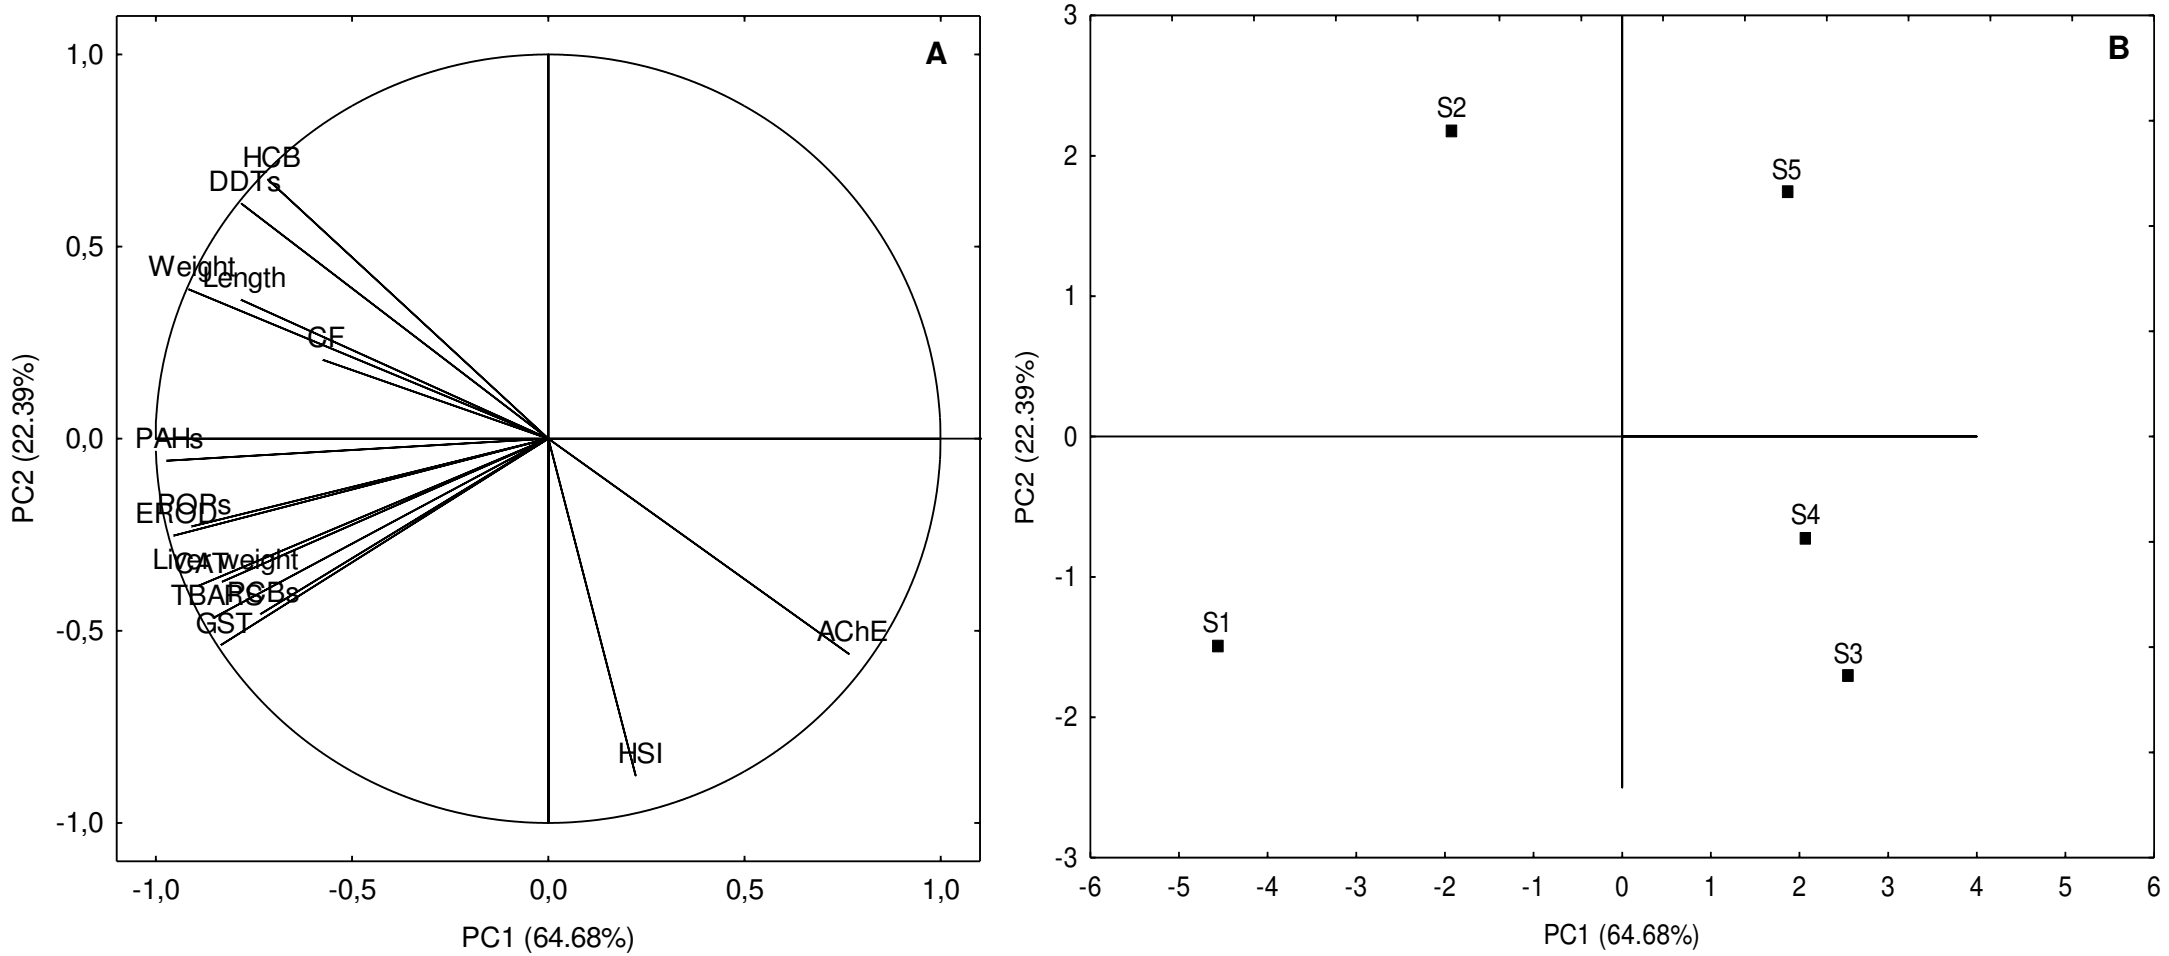 A
1,0
0,5
0,0
-0,5
-1,0
PC2 (22.39%)
HCB
DDTs
Weight
Length
CF
PAHs
POPs
EROD
Liver weight
CAT
TBARS
PCBs
GST
AChE
HSI
-1,0
-0,5
0,0
0,5
1,0
PC1 (64.68%)
B
3
2
1
0
-1
-2
-3
PC2 (22.39%)
S2
S5
S4
S1
S3
-6
-5
-4
-3
-2
-1
0
1
2
3
4
5
6
PC1 (64.68%)